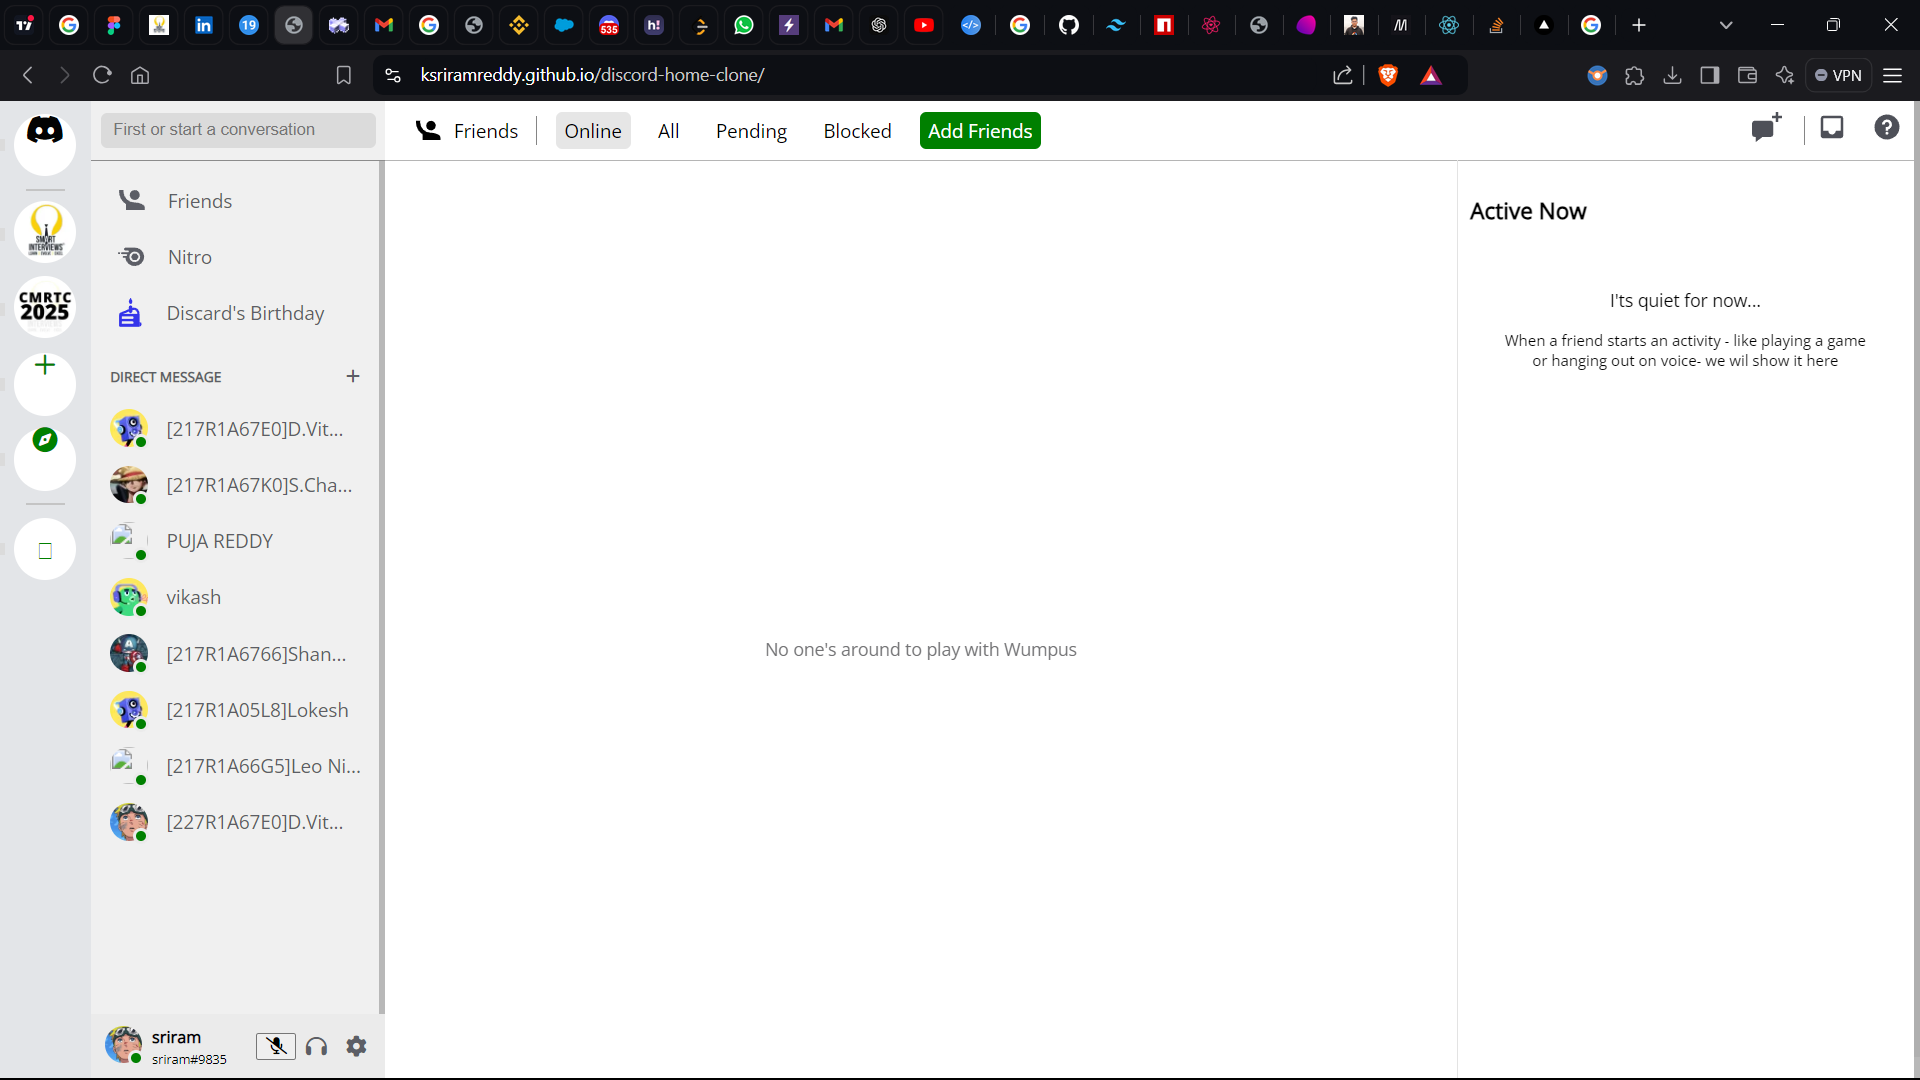 19
535
h!
M
ksriramreddy.github.io/discord-home-clone/
VPN
First or start a conversation
Friends
Online
All
Pending
Blocked
Add Friends
Friends
Nitro
Discard's Birthday
DIRECT MESSAGE
[217R1A67E0]D.Vit...
[217R1A67K0]S.Cha...
PUJA REDDY
vikash
[217R1A6766]Shan...
[217R1A05L8]Lokesh
[217R1A66G5]Leo Ni...
[227R1A67E0]D.Vit...
SMART
INTERVIEWS
CMRTC
2025
sriram
sriram#9835
No one's around to play with Wumpus
Active Now
I'ts quiet for now...
When a friend starts an activity - like playing a game
or hanging out on voice- we wil show it here